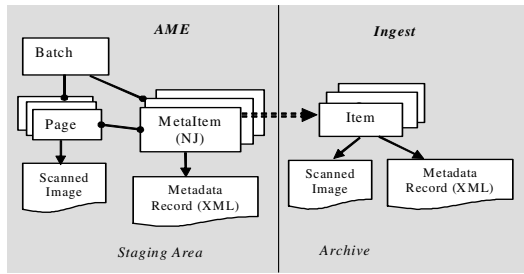 AME
Ingest
Batch
Page
MetaItem
(NJ)
Item
Scanned
Image
Metadata
Record (XML)
Scanned
Image
Metadata
Record (XML)
Staging Area
Archive